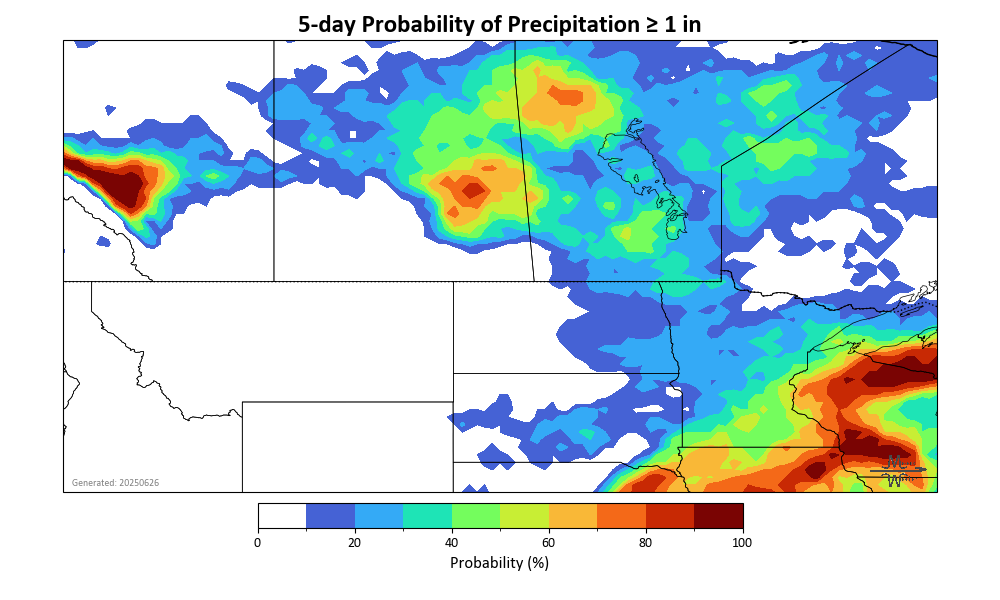 5-day Probability of Precipitation ≥ 1 in
Generated: 20250626
0 20 40 60 80 100
Probability (%)